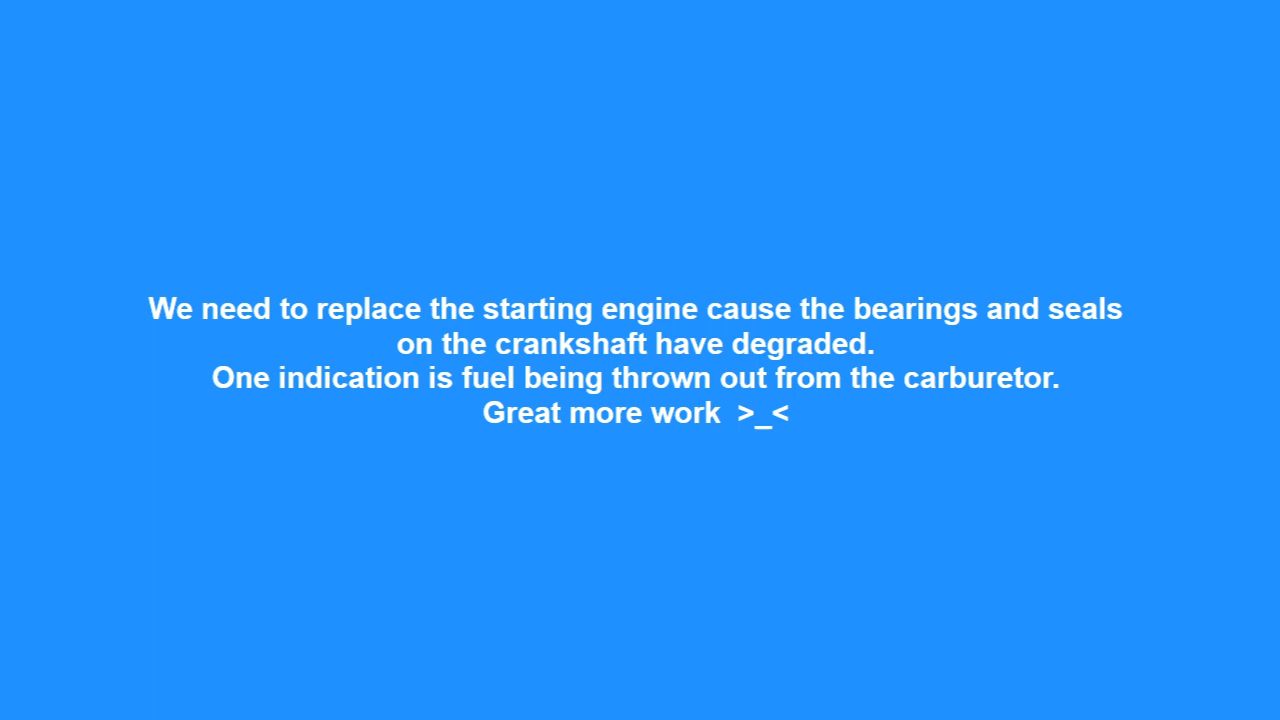 We need to replace the starting engine cause the bearings and seals
on the crankshaft have degraded.
One indication is fuel being thrown out from the carburetor.
Great more work  >_<